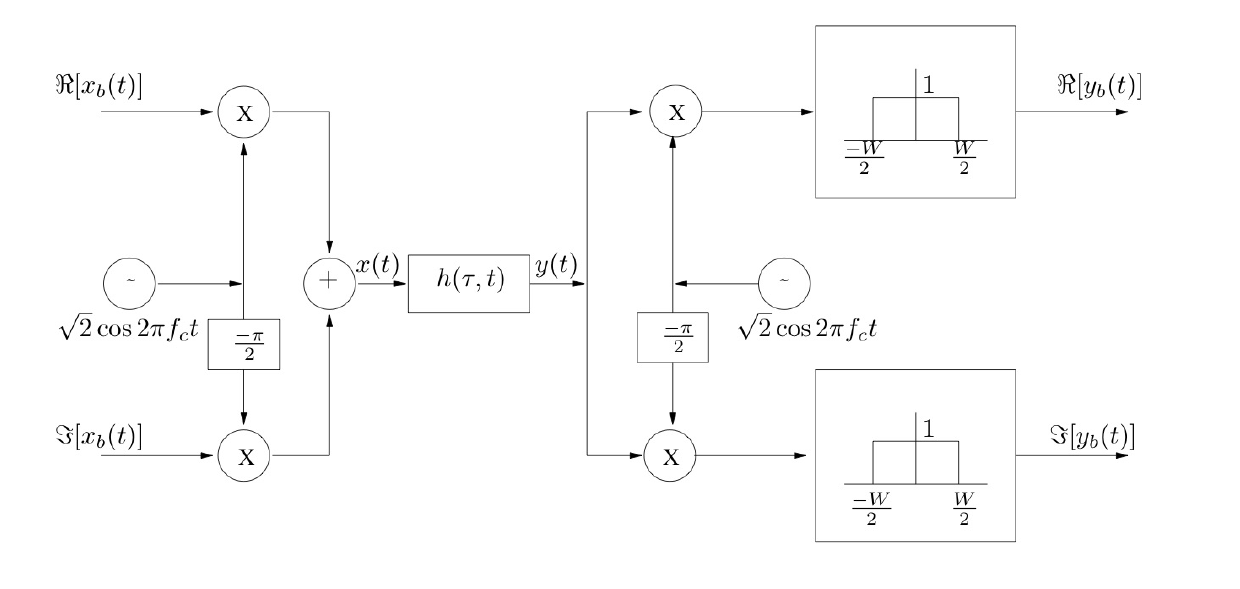 ℜ[x_b(t)]
X
X
1
−W/2
W/2
ℜ[y_b(t)]
~
√2 cos 2πf_c t
−π/2
+
x(t)
h(τ, t)
y(t)
−π/2
~
√2 cos 2πf_c t
ℑ[x_b(t)]
X
X
1
−W/2
W/2
ℑ[y_b(t)]